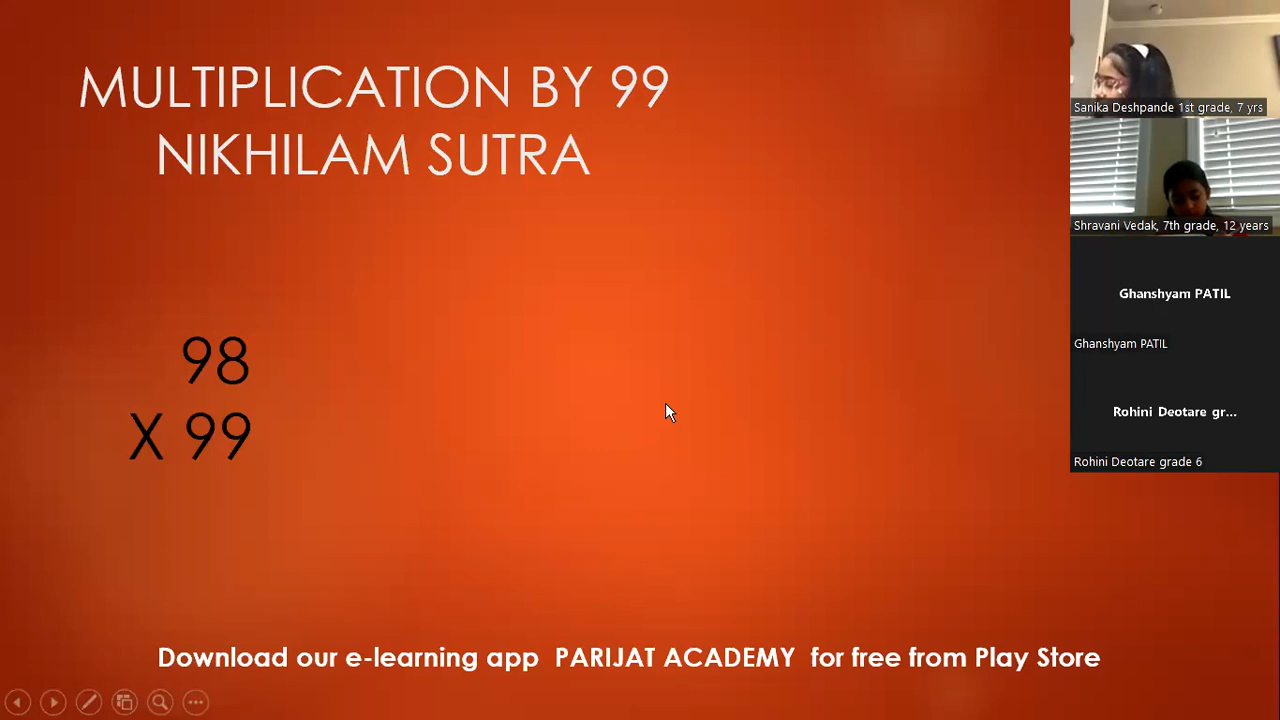 MULTIPLICATION BY 99
NIKHILAM SUTRA
98
X 99
Download our e-learning app PARIJAT ACADEMY for free from Play Store
Sanika Deshpande 1st grade, 7 yrs
Shravani Vedak, 7th grade, 12 years
Ghanshyam PATIL
Ghanshyam PATIL
Rohini Deotare gr...
Rohini Deotare grade 6